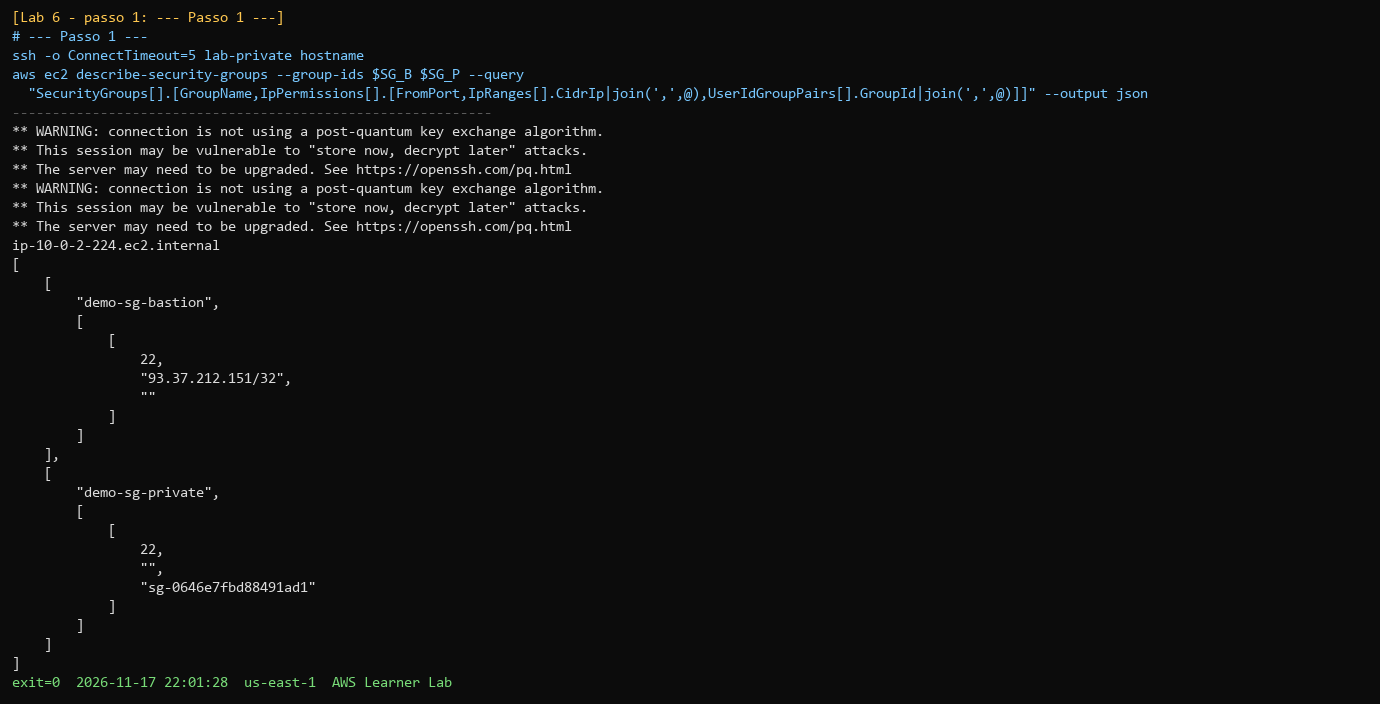 [Lab 6 - passo 1: --- Passo 1 ---]
# --- Passo 1 ---
ssh -o ConnectTimeout=5 lab-private hostname
aws ec2 describe-security-groups --group-ids $SG_B $SG_P --query
  "SecurityGroups[].[GroupName,IpPermissions[].[FromPort,IpRanges[].CidrIp|join(',',@),UserIdGroupPairs[].GroupId|join(',',@)]]" --output json
------------------------------------------------------------
** WARNING: connection is not using a post-quantum key exchange algorithm.
** This session may be vulnerable to "store now, decrypt later" attacks.
** The server may need to be upgraded. See https://openssh.com/pq.html
** WARNING: connection is not using a post-quantum key exchange algorithm.
** This session may be vulnerable to "store now, decrypt later" attacks.
** The server may need to be upgraded. See https://openssh.com/pq.html
ip-10-0-2-224.ec2.internal
[
    [
        "demo-sg-bastion",
        [
            [
                22,
                "93.37.212.151/32",
                ""
            ]
        ]
    ],
    [
        "demo-sg-private",
        [
            [
                22,
                "",
                "sg-0646e7fbd88491ad1"
            ]
        ]
    ]
]
exit=0  2026-11-17 22:01:28  us-east-1  AWS Learner Lab